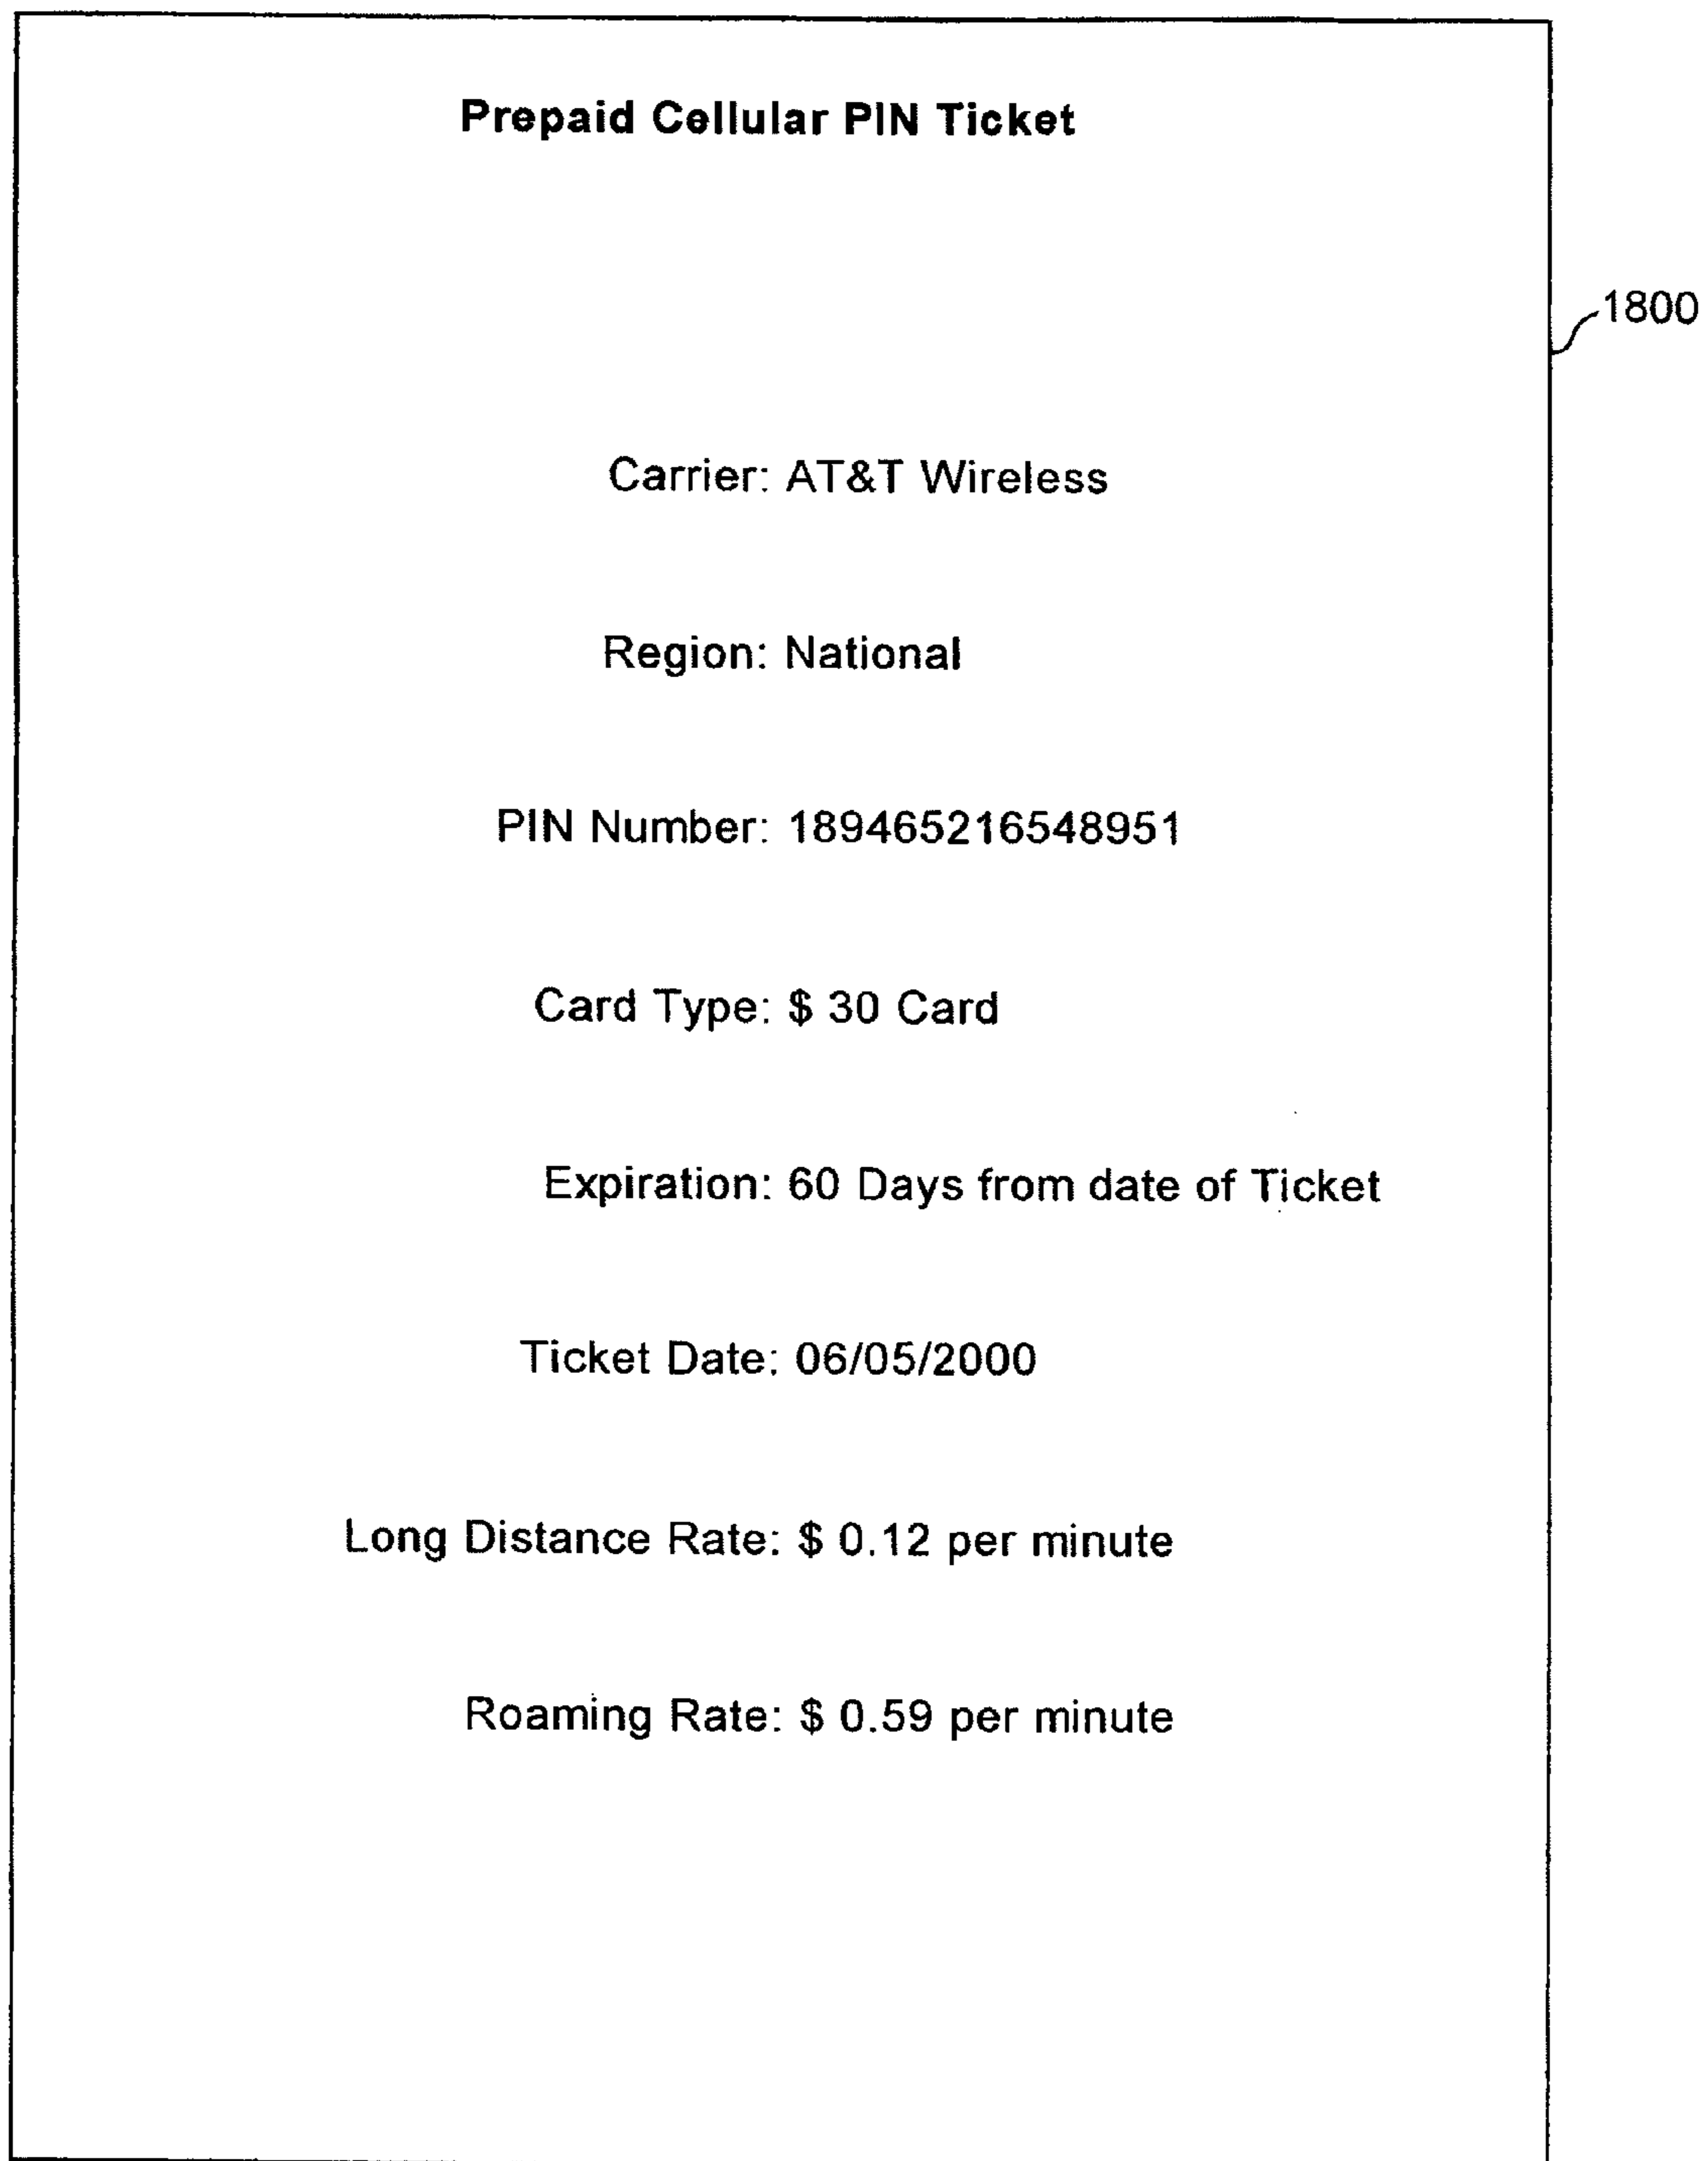 Prepaid Cellular PIN Ticket
1800
Carrier: AT&T Wireless
Region: National
PIN Number: 189465216548951
Card Type: $ 30 Card
Expiration: 60 Days from date of Ticket
Ticket Date: 06/05/2000
Long Distance Rate: $ 0.12 per minute
Roaming Rate: $ 0.59 per minute